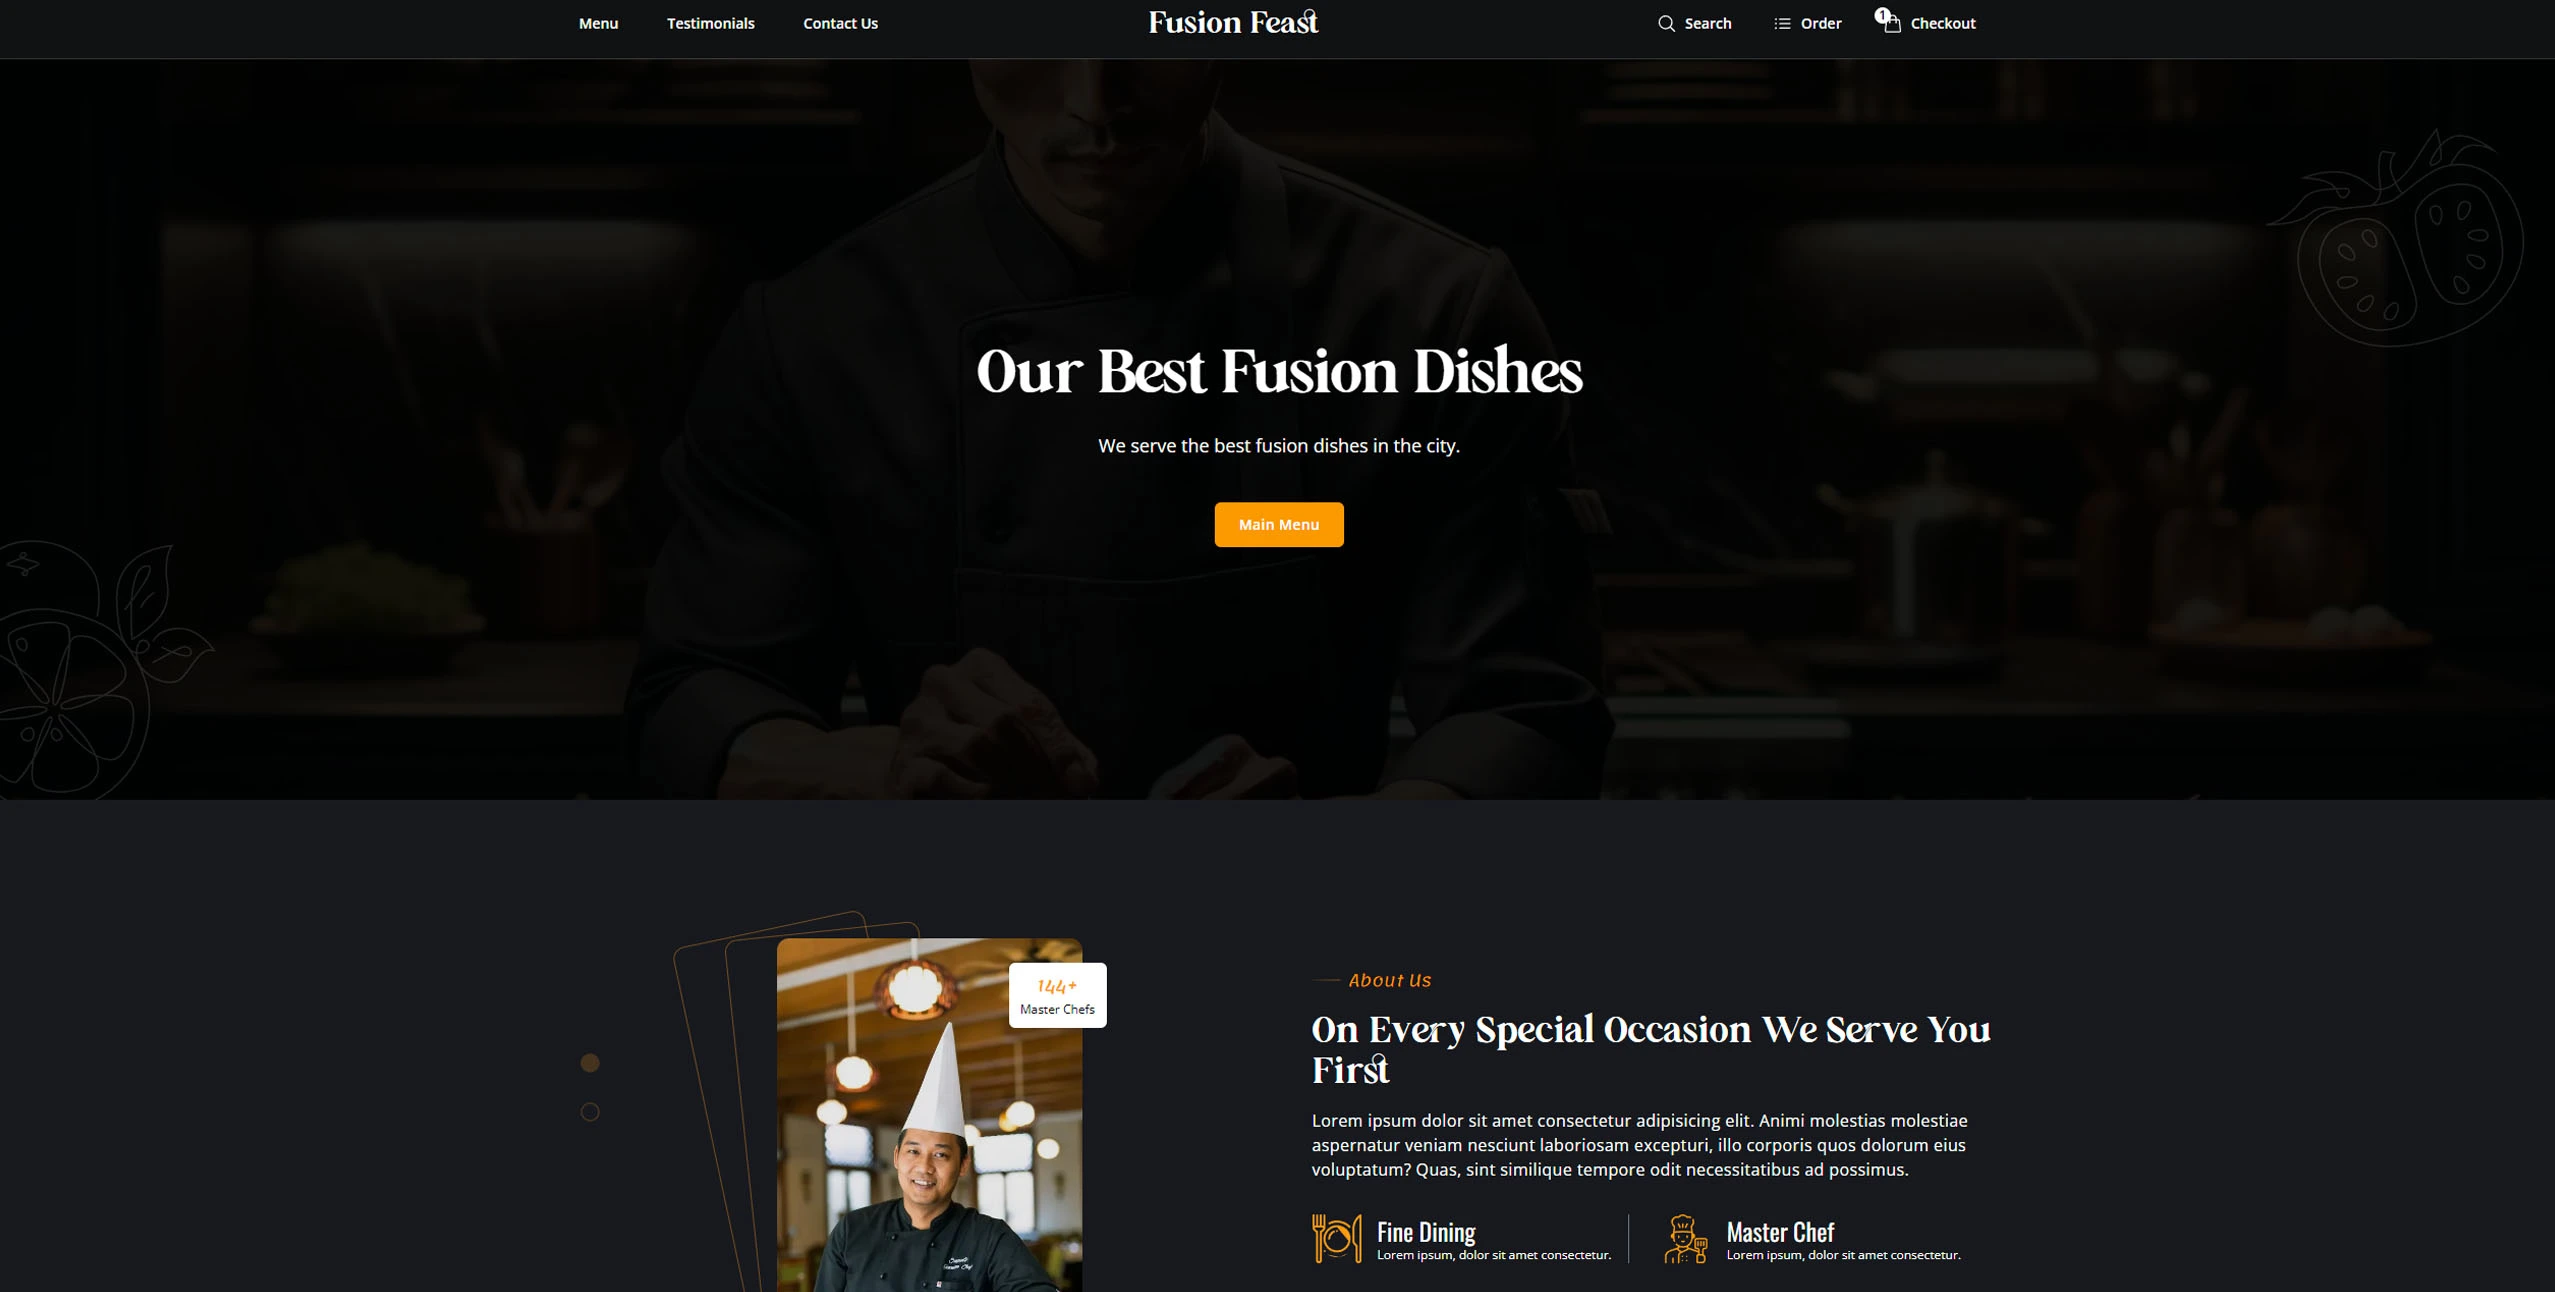 Menu Testimonials Contact Us Fusion Feast Search Order 1 Checkout
Our Best Fusion Dishes
We serve the best fusion dishes in the city.
Main Menu
144+
Master Chefs
About Us
On Every Special Occasion We Serve You
First
Lorem ipsum dolor sit amet consectetur adipisicing elit. Animi molestias molestiae
aspernatur veniam nesciunt laboriosam excepturi, illo corporis quos dolorum eius
voluptatum? Quas, sint similique tempore odit necessitatibus ad possimus.
Fine Dining
Lorem ipsum, dolor sit amet consectetur.
Master Chef
Lorem ipsum, dolor sit amet consectetur.